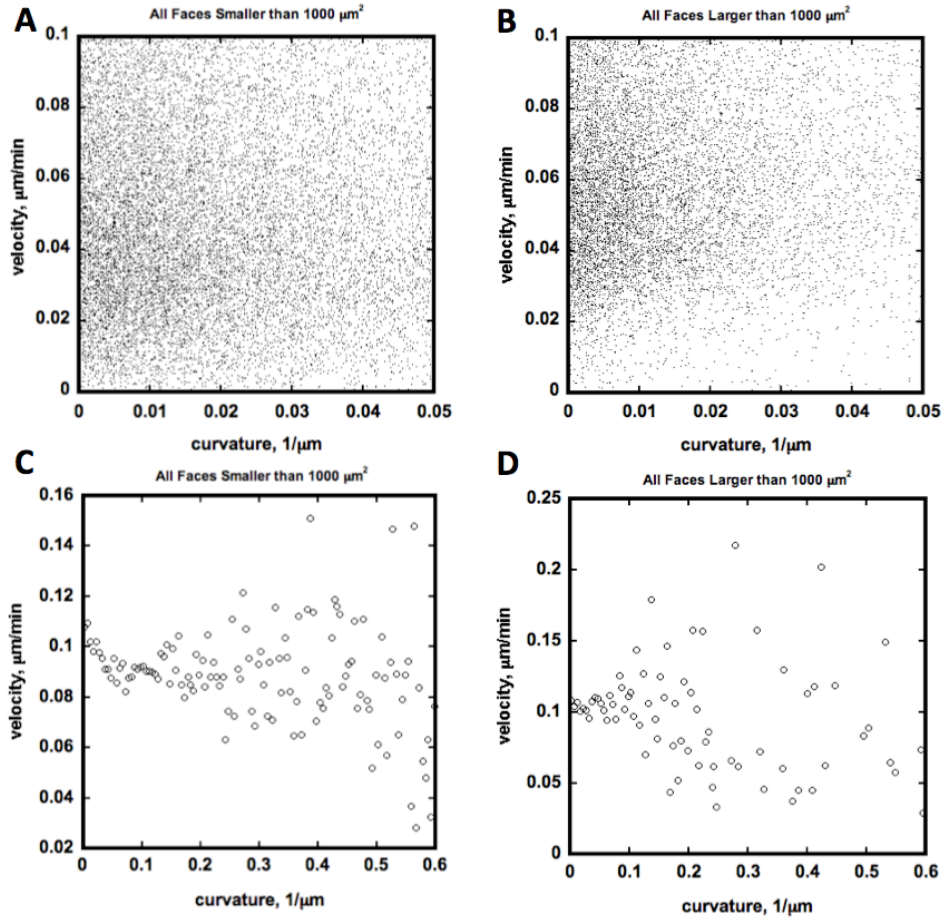 A
All Faces Smaller than 1000 μm²
0.1
0.08
0.06
0.04
0.02
0
velocity, μm/min
0 0.01 0.02 0.03 0.04 0.05
curvature, 1/μm
B
All Faces Larger than 1000 μm²
0.1
0.08
0.06
0.04
0.02
0
velocity, μm/min
0 0.01 0.02 0.03 0.04 0.05
curvature, 1/μm
C
All Faces Smaller than 1000 μm²
0.16
0.14
0.12
0.1
0.08
0.06
0.04
0.02
velocity, μm/min
0 0.1 0.2 0.3 0.4 0.5 0.6
curvature, 1/μm
D
All Faces Larger than 1000 μm²
0.25
0.2
0.15
0.1
0.05
0
velocity, μm/min
0 0.1 0.2 0.3 0.4 0.5 0.6
curvature, 1/μm